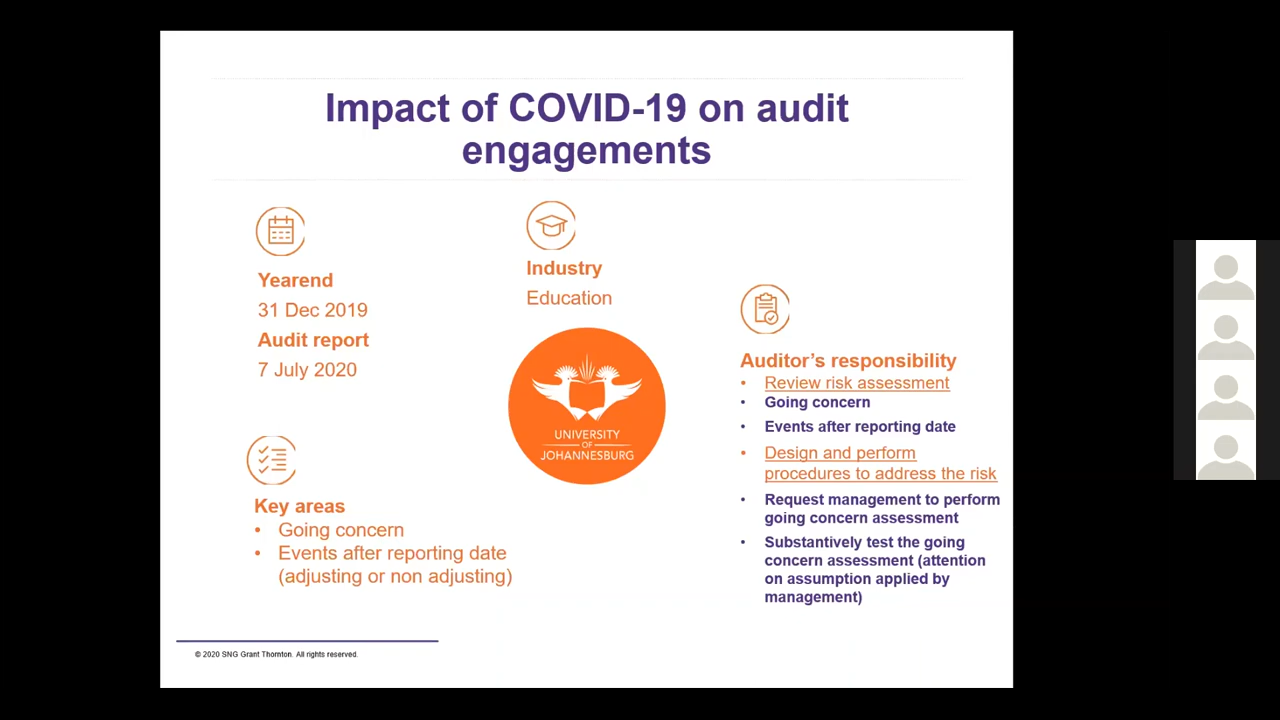 Impact of COVID-19 on audit
engagements
Yearend
31 Dec 2019
Audit report
7 July 2020
Key areas
• Going concern
• Events after reporting date
(adjusting or non adjusting)
Industry
Education
UNIVERSITY
OF
JOHANNESBURG
Auditor's responsibility
• Review risk assessment
• Going concern
• Events after reporting date
• Design and perform
procedures to address the risk
• Request management to perform
going concern assessment
• Substantively test the going
concern assessment (attention
on assumption applied by
management)
© 2020 SNG Grant Thornton. All rights reserved.